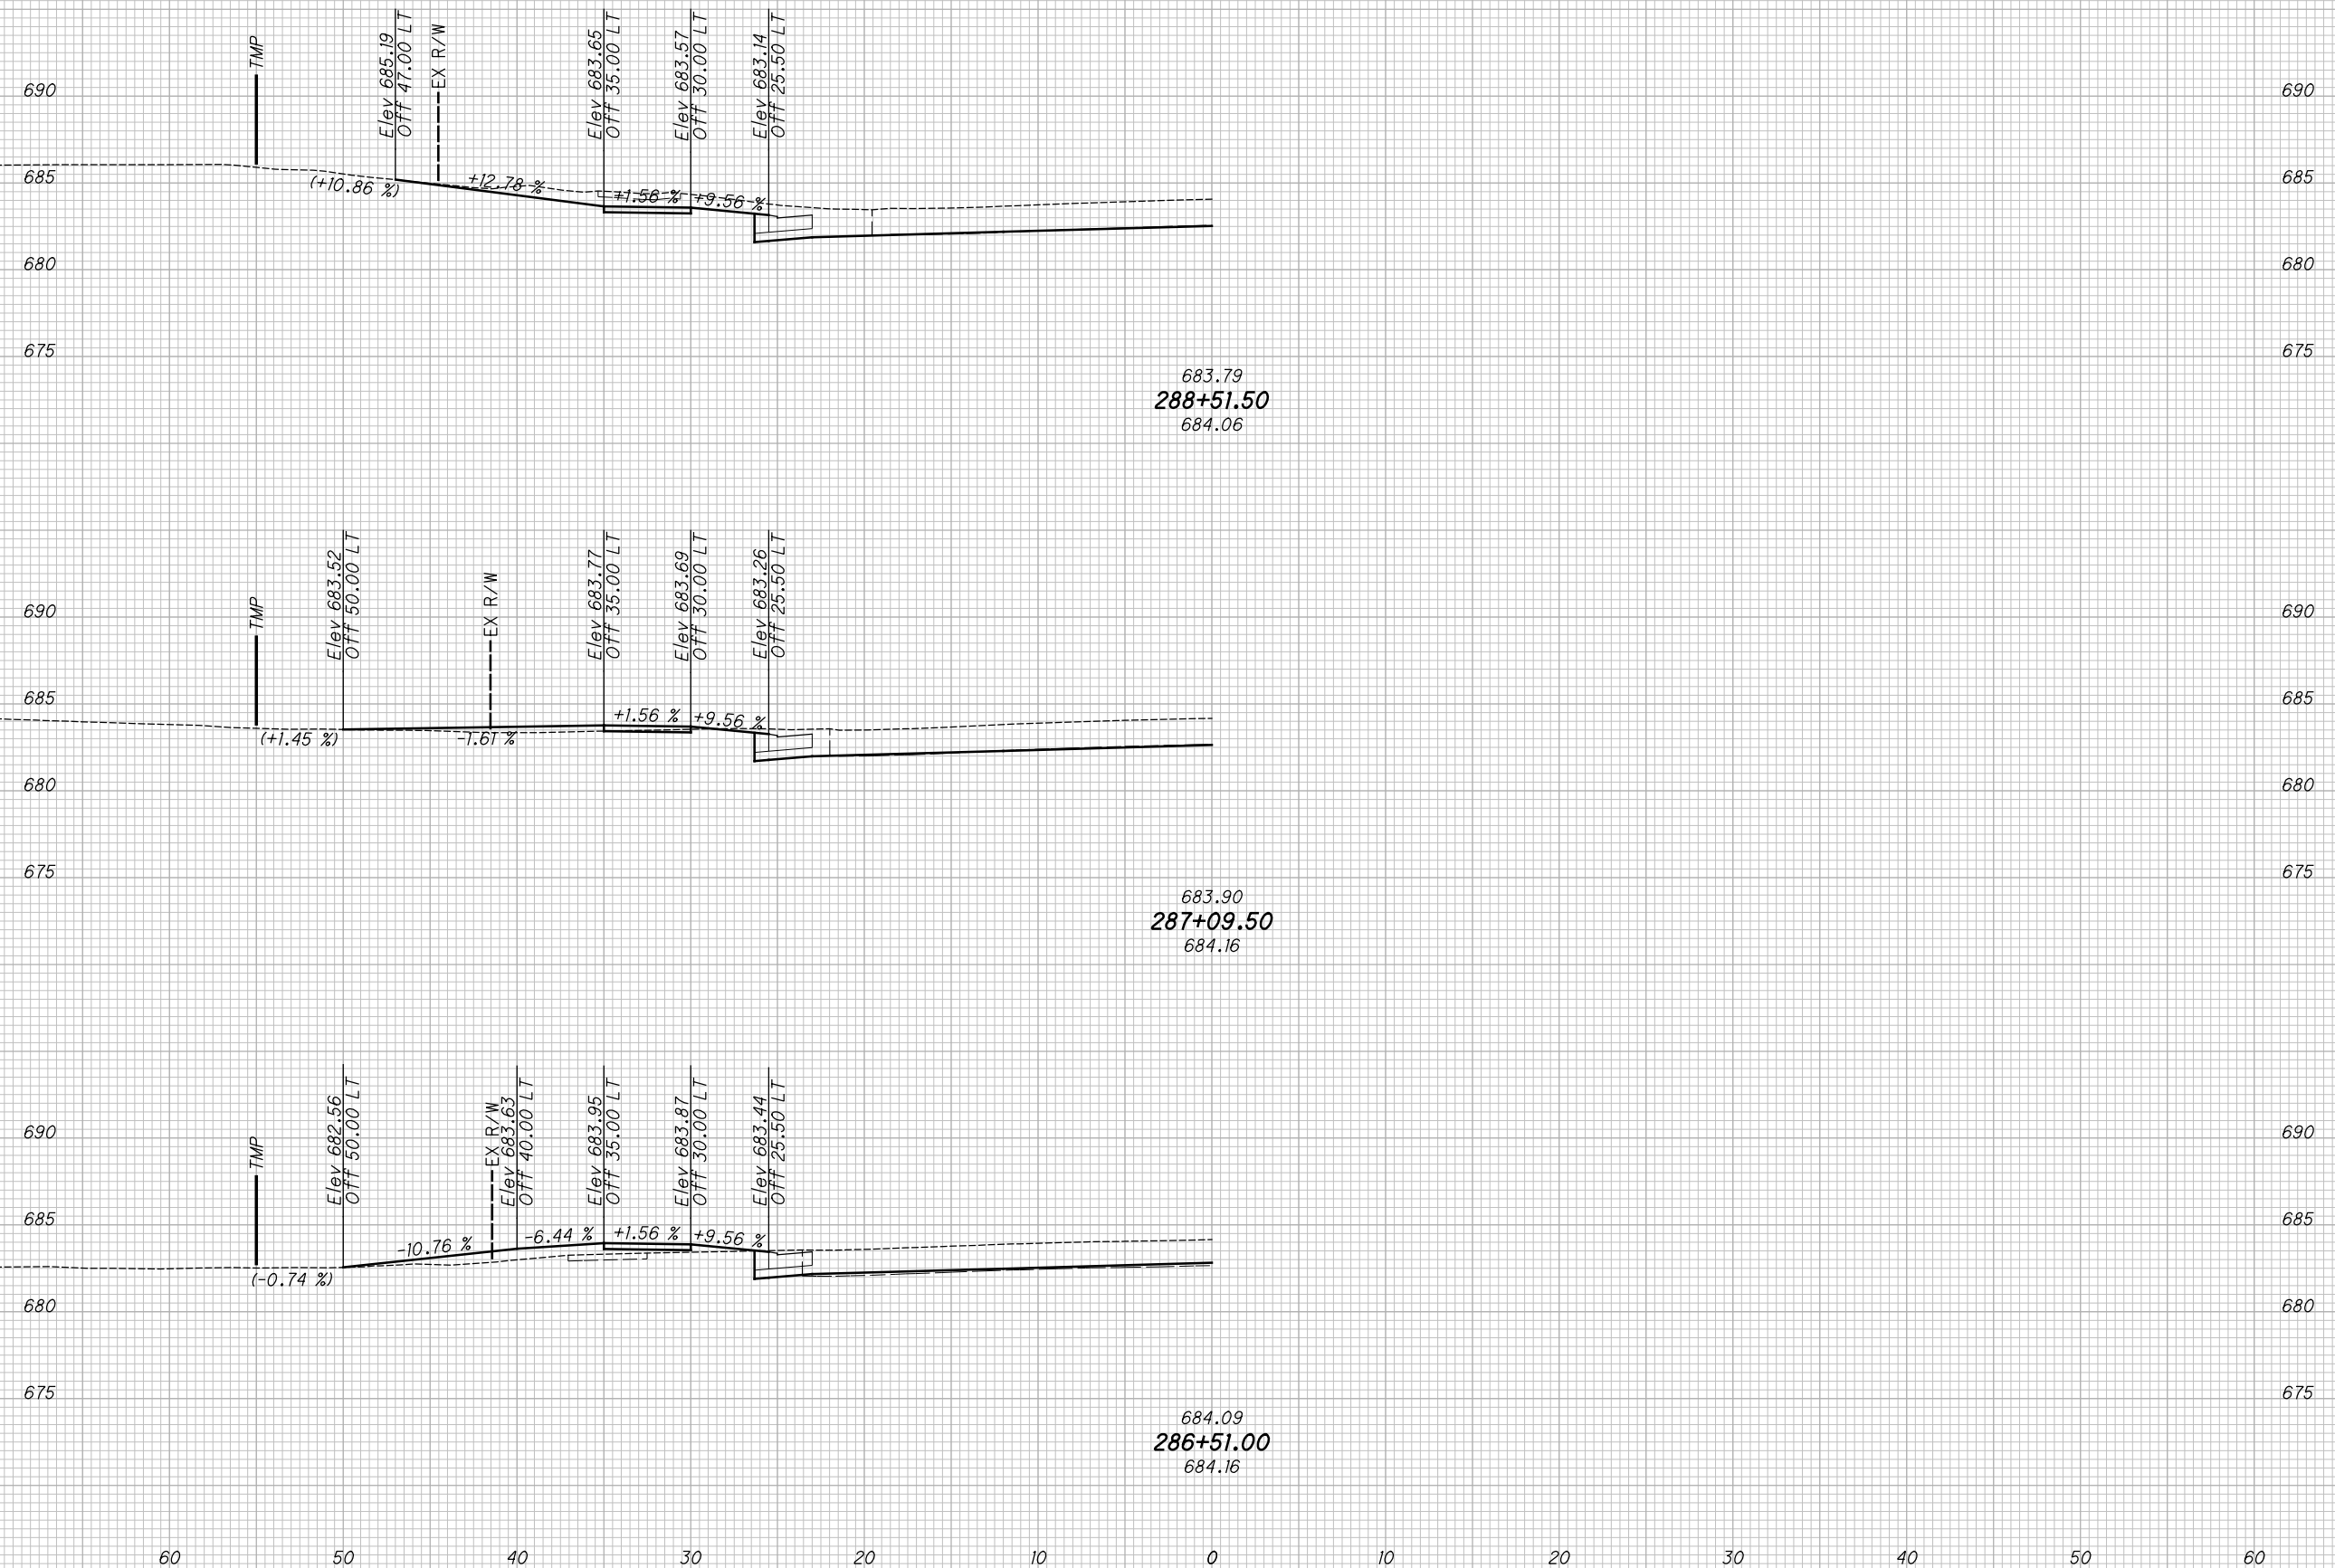 TMP
Elev 685.19
Off 47.00 LT
EX R/W
Elev 683.65
Off 35.00 LT
Elev 683.57
Off 30.00 LT
Elev 683.14
Off 25.50 LT
690 690
685 (+10.86 %) +12.78 % +1.56 % +9.56 % 685
680 680
675 675
683.79
288+51.50
684.06
TMP
Elev 683.52
Off 50.00 LT
EX R/W
Elev 683.77
Off 35.00 LT
Elev 683.69
Off 30.00 LT
Elev 683.26
Off 25.50 LT
690 690
685 685
+1.56 % +9.56 %
(+1.45 %) -1.61 %
680 680
675 675
683.90
287+09.50
684.16
TMP
Elev 682.56
Off 50.00 LT
EX R/W
Elev 683.63
Off 40.00 LT
Elev 683.95
Off 35.00 LT
Elev 683.87
Off 30.00 LT
Elev 683.44
Off 25.50 LT
690 690
685 685
-10.76 % -6.44 % +1.56 % +9.56 %
(-0.74 %)
680 680
675 675
684.09
286+51.00
684.16
60 50 40 30 20 10 0 10 20 30 40 50 60